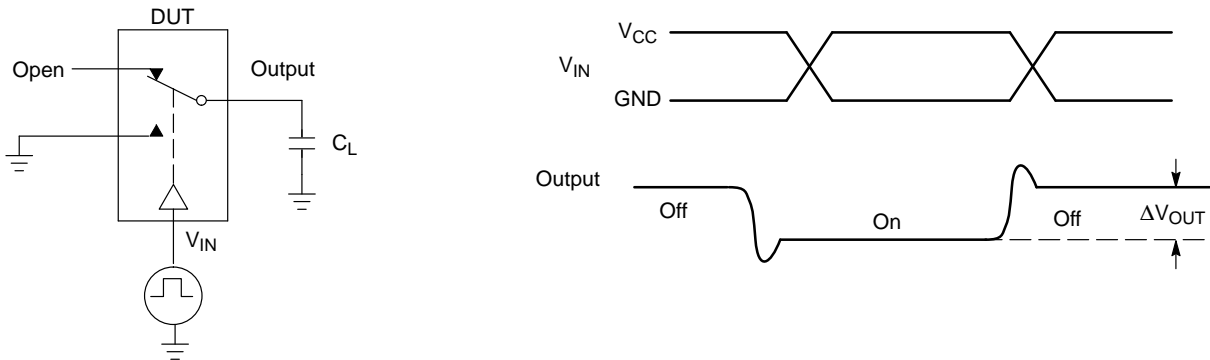 DUT
Open
Output
C_L
V_IN
V_CC
V_IN
GND
Output
Off
On
Off
ΔV_OUT